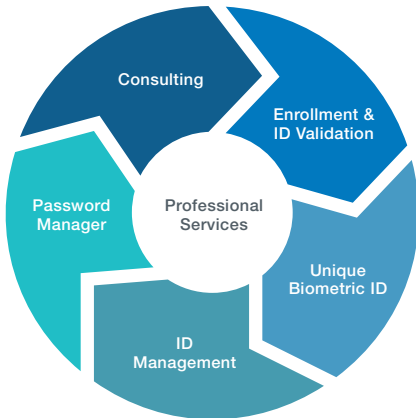 Consulting
Enrollment &
ID Validation
Unique
Biometric ID
ID
Management
Password
Manager
Professional
Services